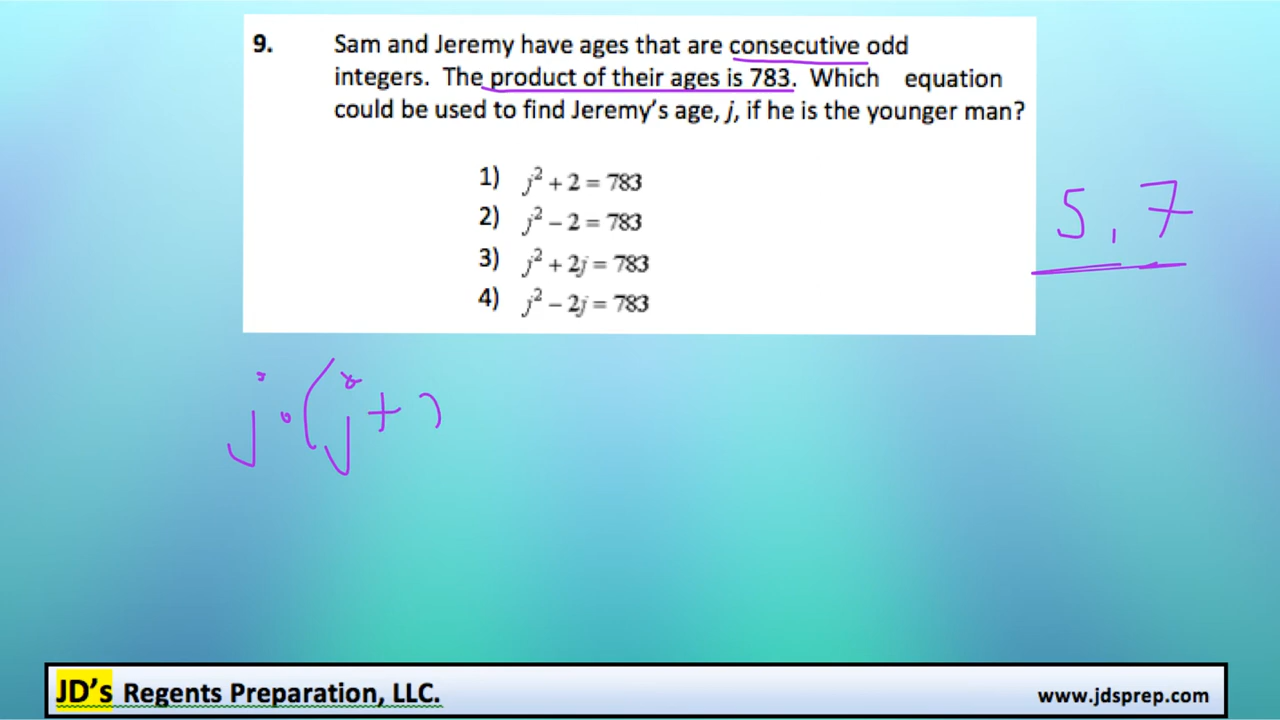 9. Sam and Jeremy have ages that are consecutive odd
integers. The product of their ages is 783. Which equation
could be used to find Jeremy's age, j, if he is the younger man?
1) j² + 2 = 783
2) j² − 2 = 783
3) j² + 2j = 783
4) j² − 2j = 783
5, 7
j · (j +
JD's Regents Preparation, LLC.
www.jdsprep.com